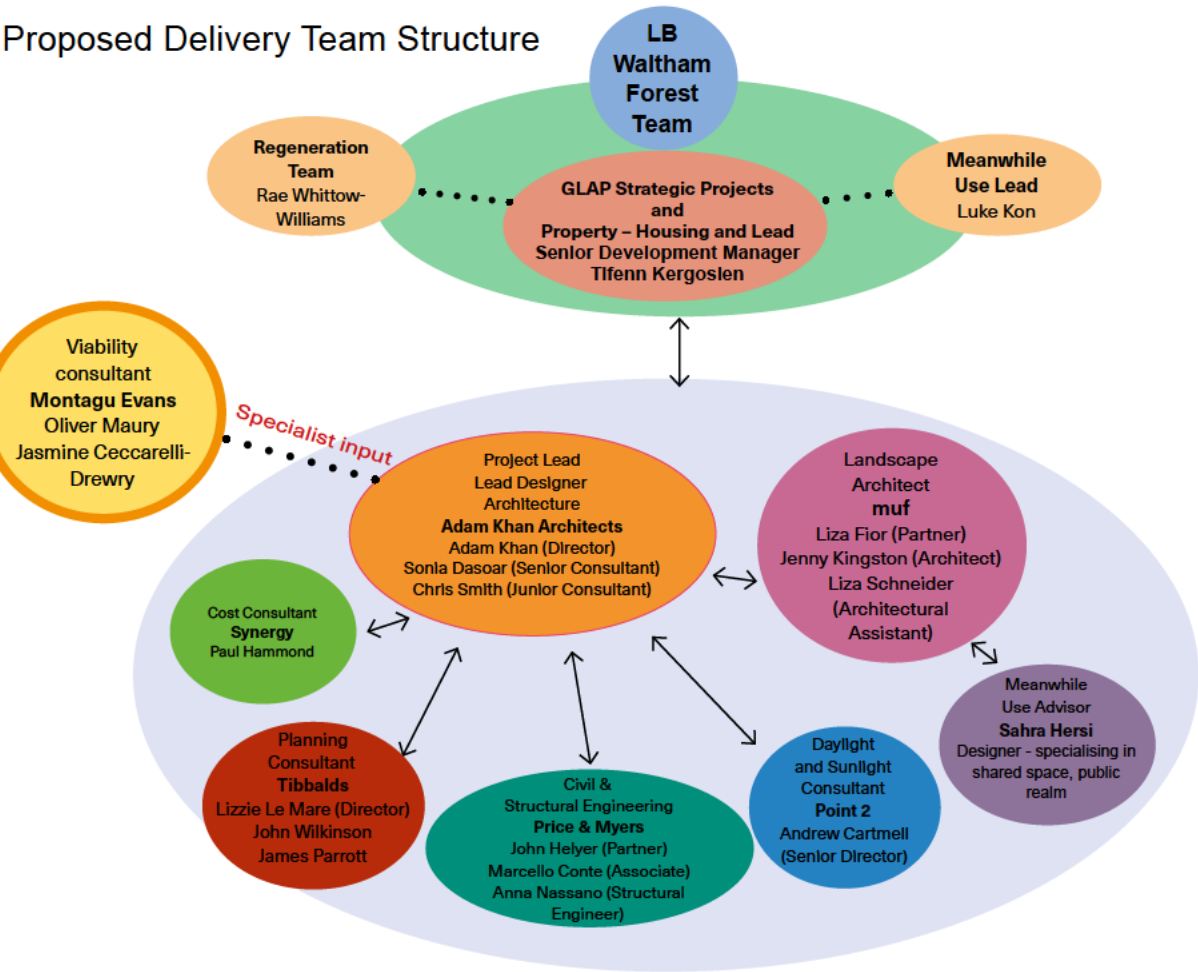 Proposed Delivery Team Structure
LB
Waltham
Forest
Team
Regeneration
Team
Rae Whittow-
Williams
GLAP Strategic Projects
and
Property – Housing and Lead
Senior Development Manager
Tifenn Kergosien
Meanwhile
Use Lead
Luke Kon
Viability
consultant
Montagu Evans
Oliver Maury
Jasmine Ceccarelli-
Drewry
Specialist input
Project Lead
Lead Designer
Architecture
Adam Khan Architects
Adam Khan (Director)
Sonia Dasoar (Senior Consultant)
Chris Smith (Junior Consultant)
Landscape
Architect
muf
Liza Fior (Partner)
Jenny Kingston (Architect)
Liza Schneider
(Architectural
Assistant)
Cost Consultant
Synergy
Paul Hammond
Meanwhile
Use Advisor
Sahra Hersi
Designer - specialising in
shared space, public
realm
Planning
Consultant
Tibbalds
Lizzie Le Mare (Director)
John Wilkinson
James Parrott
Civil &
Structural Engineering
Price & Myers
John Helyer (Partner)
Marcello Conte (Associate)
Anna Nassano (Structural
Engineer)
Daylight
and Sunlight
Consultant
Point 2
Andrew Cartmell
(Senior Director)